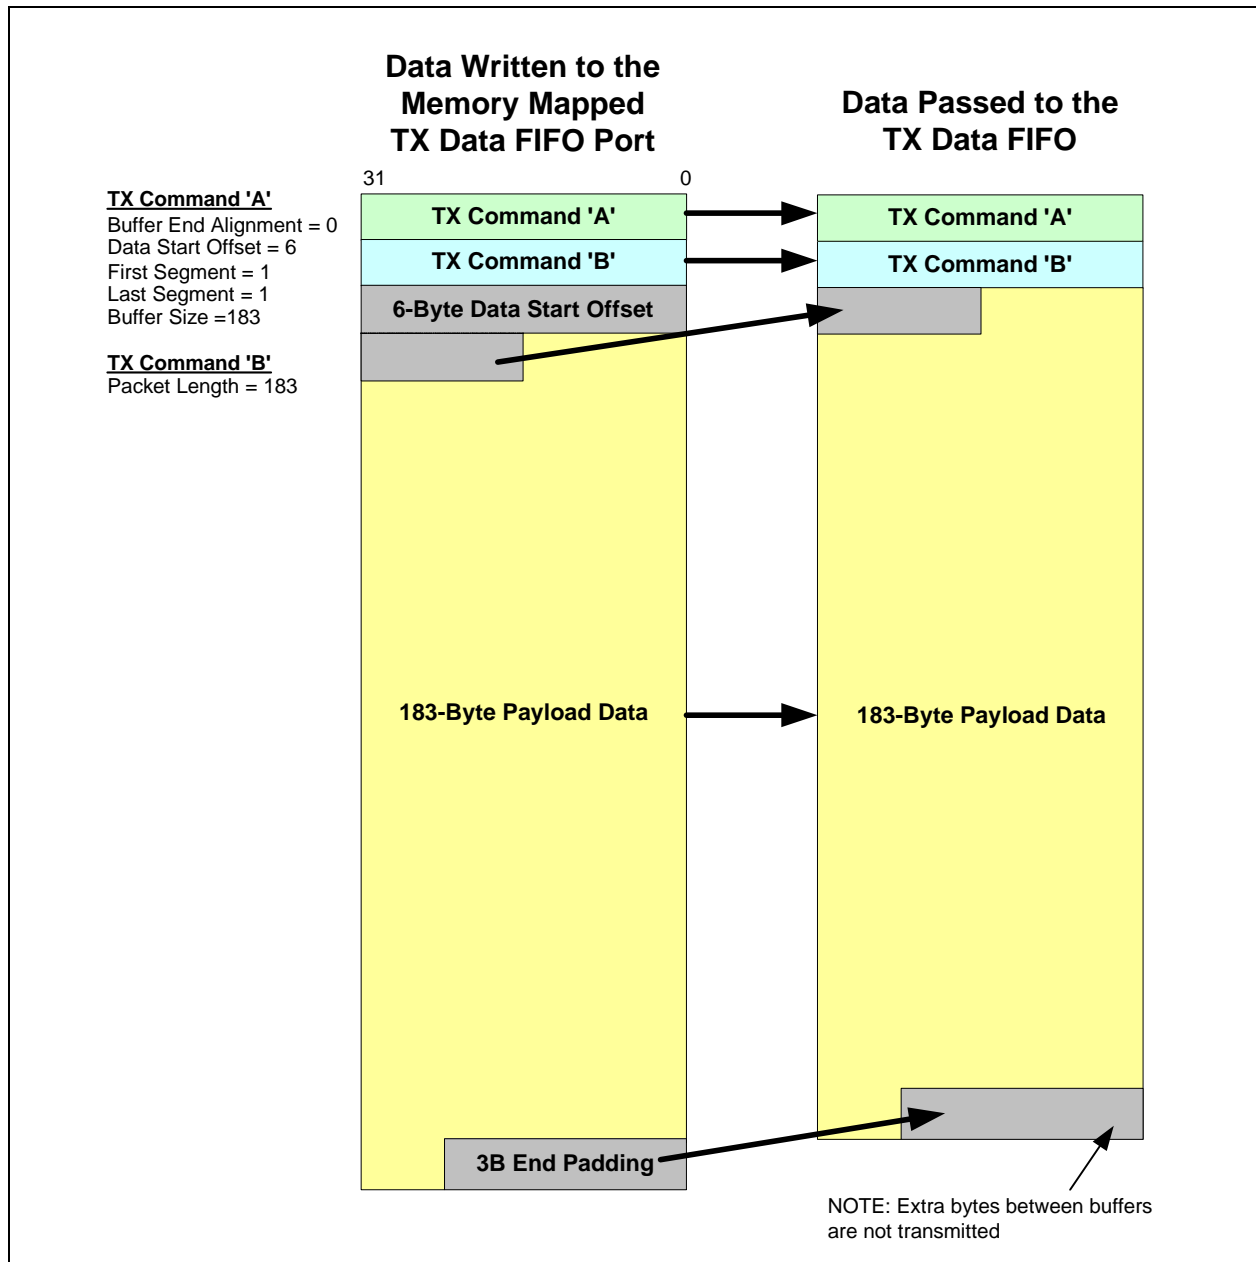 Data Written to the
Memory Mapped
TX Data FIFO Port
Data Passed to the
TX Data FIFO
31
0
TX Command 'A'
Buffer End Alignment = 0
Data Start Offset = 6
First Segment = 1
Last Segment = 1
Buffer Size =183
TX Command 'B'
Packet Length = 183
TX Command 'A'
TX Command 'B'
6-Byte Data Start Offset
183-Byte Payload Data
3B End Padding
TX Command 'A'
TX Command 'B'
183-Byte Payload Data
NOTE: Extra bytes between buffers
are not transmitted